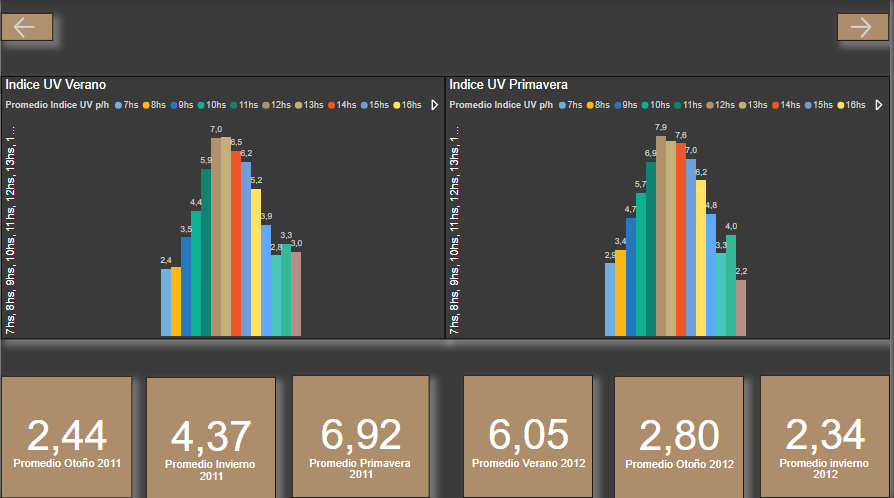 Indice UV Verano
Promedio Indice UV p/h 7hs 8hs 9hs 10hs 11hs 12hs 13hs 14hs 15hs 16hs
7hs, 8hs, 9hs, 10hs, 11hs, 12hs, 13hs, 1...
2,4
3,5
4,4
5,9
7,0
6,5
6,2
5,2
3,9
2,8
3,3
3,0
Indice UV Primavera
Promedio Indice UV p/h 7hs 8hs 9hs 10hs 11hs 12hs 13hs 14hs 15hs 16hs
7hs, 8hs, 9hs, 10hs, 11hs, 12hs, 13hs, 1...
2,9
3,4
4,7
5,7
6,9
7,9
7,6
7,0
6,2
4,8
3,3
4,0
2,2
2,44
Promedio Otoño 2011
4,37
Promedio Invierno
2011
6,92
Promedio Primavera
2011
6,05
Promedio Verano 2012
2,80
Promedio Otoño 2012
2,34
Promedio invierno
2012